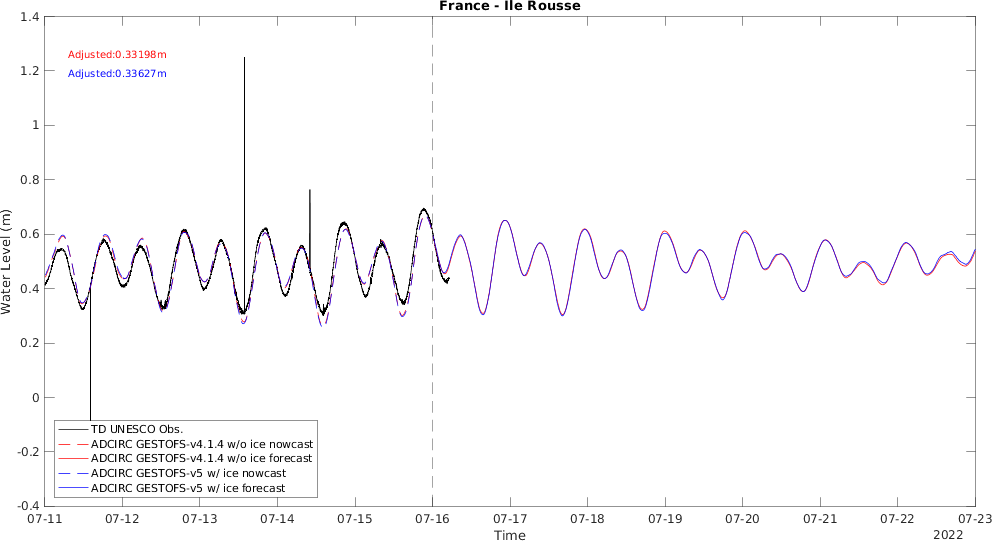 France - Ile Rousse
Adjusted:0.33198m
Adjusted:0.33627m
1.4
1.2
1
0.8
0.6
0.4
0.2
0
-0.2
-0.4
Water Level (m)
TD UNESCO Obs.
ADCIRC GESTOFS-v4.1.4 w/o ice nowcast
ADCIRC GESTOFS-v4.1.4 w/o ice forecast
ADCIRC GESTOFS-v5 w/ ice nowcast
ADCIRC GESTOFS-v5 w/ ice forecast
07-11 07-12 07-13 07-14 07-15 07-16 07-17 07-18 07-19 07-20 07-21 07-22 07-23
Time
2022